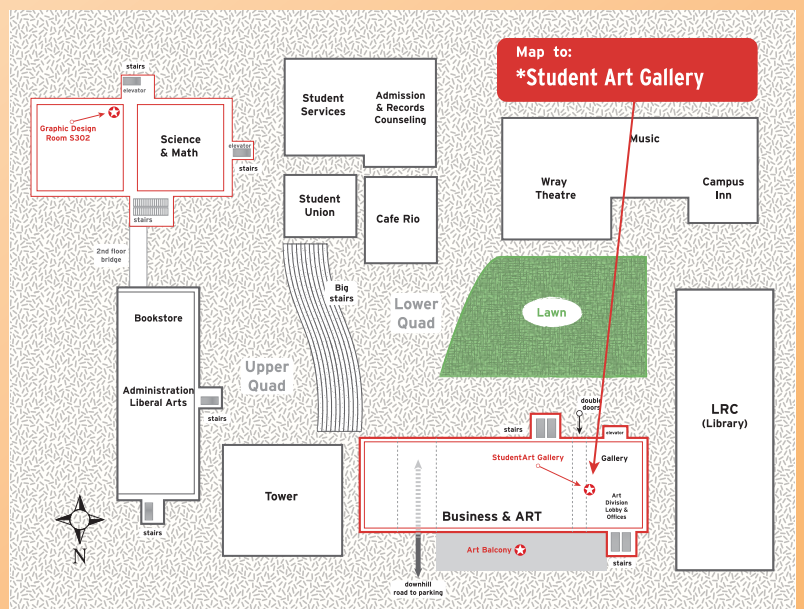 Map to:
*Student Art Gallery
stairs
elevator
Graphic Design
Room S302
Science
& Math
elevator
stairs
stairs
2nd floor
bridge
Student
Services
Admission
& Records
Counseling
Student
Union
Cafe Rio
Music
Wray
Theatre
Campus
Inn
Big
stairs
Lower
Quad
Lawn
Upper
Quad
Bookstore
Administration
Liberal Arts
stairs
stairs
N
Tower
LRC
(Library)
double
doors
stairs
elevator
StudentArt Gallery
Gallery
Art
Division
Lobby &
Offices
Business & ART
Art Balcony
stairs
downhill
road to parking